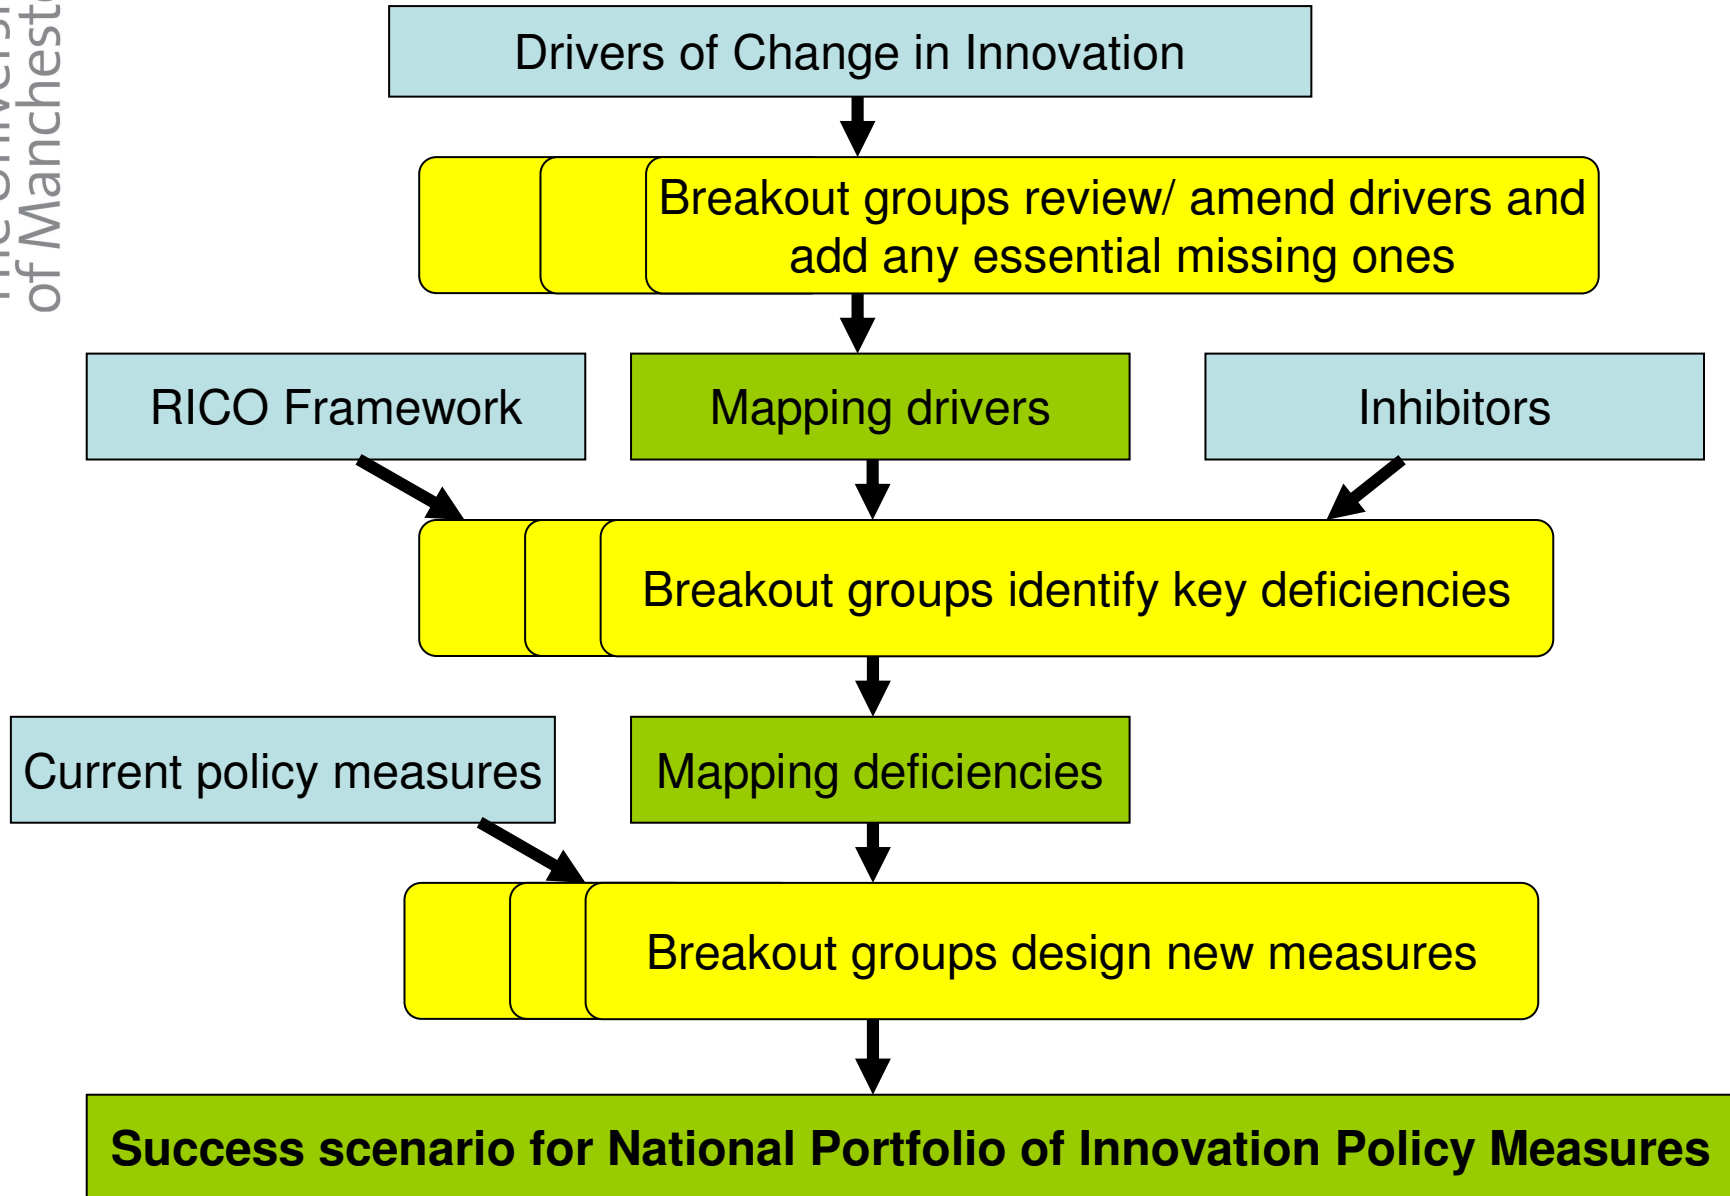 of Manchest
Drivers of Change in Innovation
Breakout groups review/ amend drivers and
add any essential missing ones
RICO Framework
Mapping drivers
Inhibitors
Breakout groups identify key deficiencies
Current policy measures
Mapping deficiencies
Breakout groups design new measures
Success scenario for National Portfolio of Innovation Policy Measures